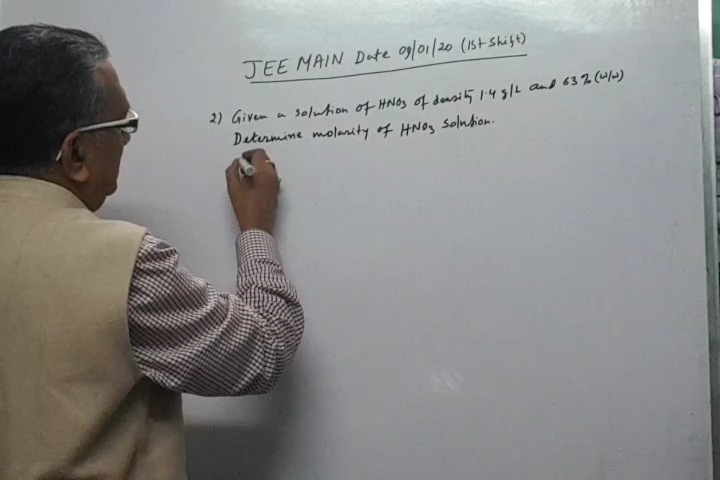 JEE MAIN Date 09/01/20 (Ist Shift)
2) Given a solution of HNO3 of density 1.4 g/L and 63% (w/w)
Determine molarity of HNO3 solution.